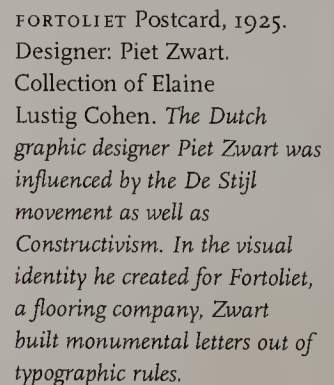 FORTOLIET Postcard, 1925.
Designer: Piet Zwart.
Collection of Elaine
Lustig Cohen. The Dutch
graphic designer Piet Zwart was
influenced by the De Stijl
movement as well as
Constructivism. In the visual
identity he created for Fortoliet,
a flooring company, Zwart
built monumental letters out of
typographic rules.